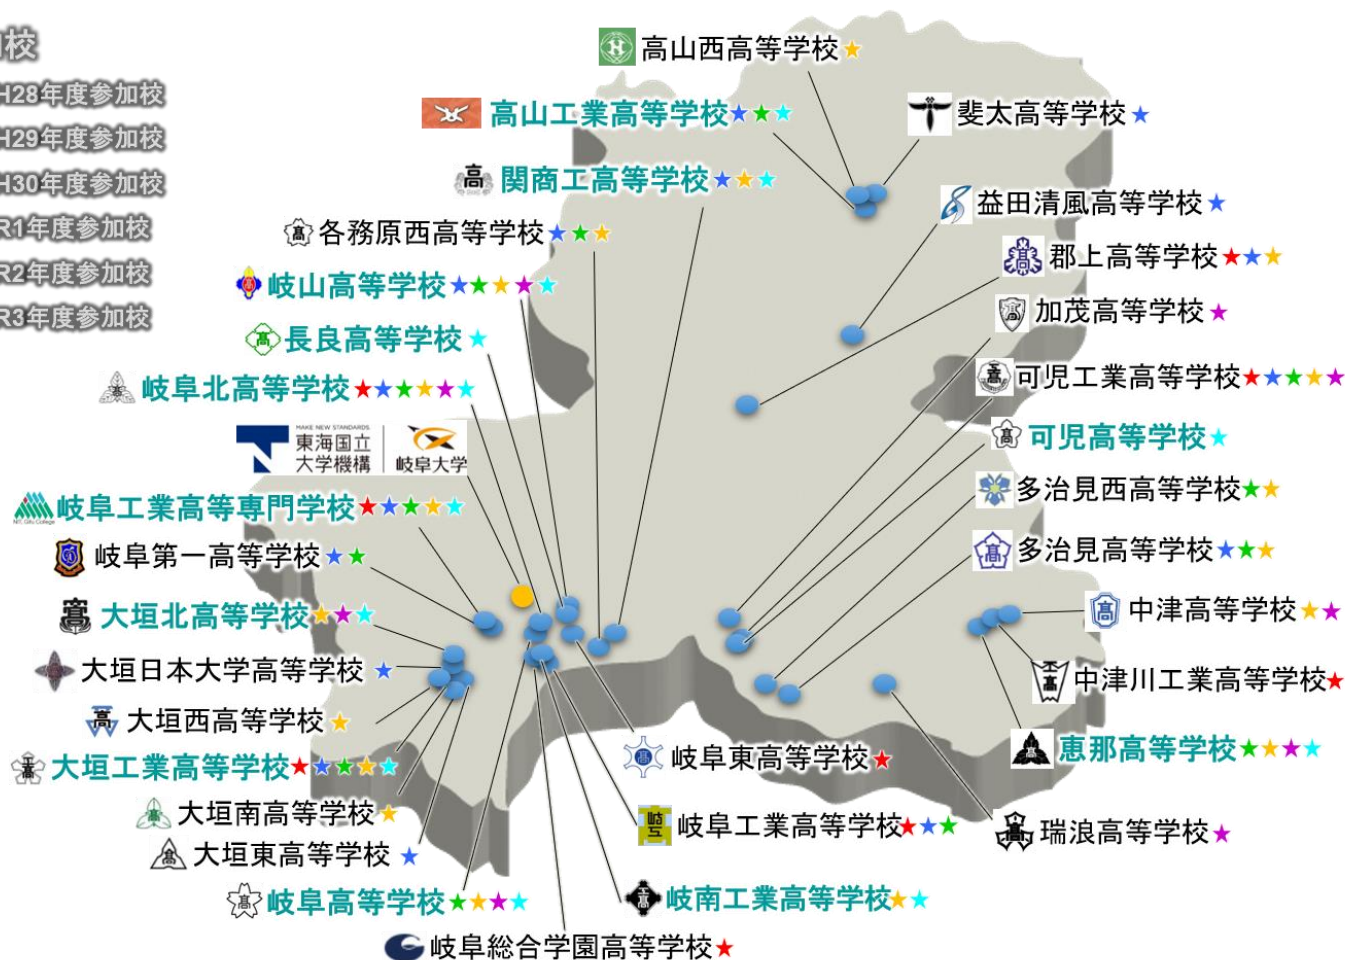 校
H28年度参加校
H29年度参加校
H30年度参加校
R1年度参加校
R2年度参加校
R3年度参加校
高山西高等学校★
高山工業高等学校★★★
斐太高等学校★
関商工高等学校★★★
益田清風高等学校★
各務原西高等学校★★★
郡上高等学校★★★
岐山高等学校★★★★★
加茂高等学校★
長良高等学校★
可児工業高等学校★★★★★
岐阜北高等学校★★★★★★
MAKE NEW STANDARDS
東海国立
大学機構
岐阜大学
可児高等学校★
多治見西高等学校★★
岐阜工業高等専門学校★★★★★
NIT, Gifu College
多治見高等学校★★★
岐阜第一高等学校★★
大垣北高等学校★★★
中津高等学校★★
大垣日本大学高等学校★
中津川工業高等学校★
大垣西高等学校★
恵那高等学校★★★★
岐阜東高等学校★
大垣工業高等学校★★★★★
大垣南高等学校★
岐阜工業高等学校★★★
瑞浪高等学校★
大垣東高等学校★
岐阜高等学校★★★★
岐南工業高等学校★★
岐阜総合学園高等学校★